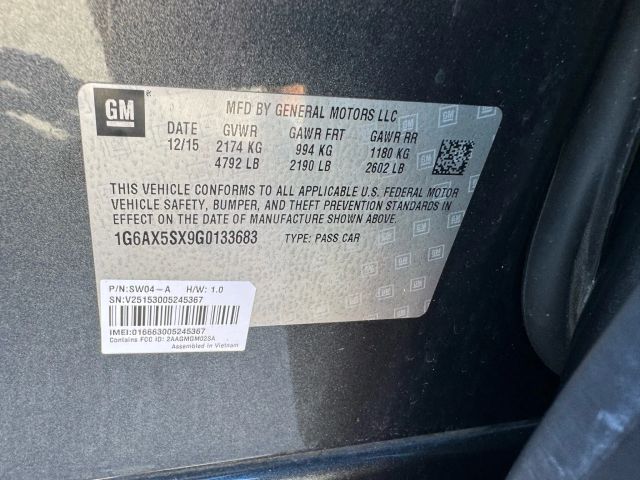 GM
MFD BY GENERAL MOTORS LLC
DATE GVWR GAWR FRT GAWR RR
12/15 2174 KG 994 KG 1180 KG
4792 LB 2190 LB 2602 LB
THIS VEHICLE CONFORMS TO ALL APPLICABLE U.S. FEDERAL MOTOR
VEHICLE SAFETY, BUMPER, AND THEFT PREVENTION STANDARDS IN
EFFECT ON THE DATE OF MANUFACTURE SHOWN ABOVE.
1G6AX5SX9G0133683 TYPE: PASS CAR
P/N:SW04-A H/W: 1.0
SN:V25153005245367
IMEI:016663005245367
Contains FCC ID: 2AAGMGM02SA
Assembled in Vietnam